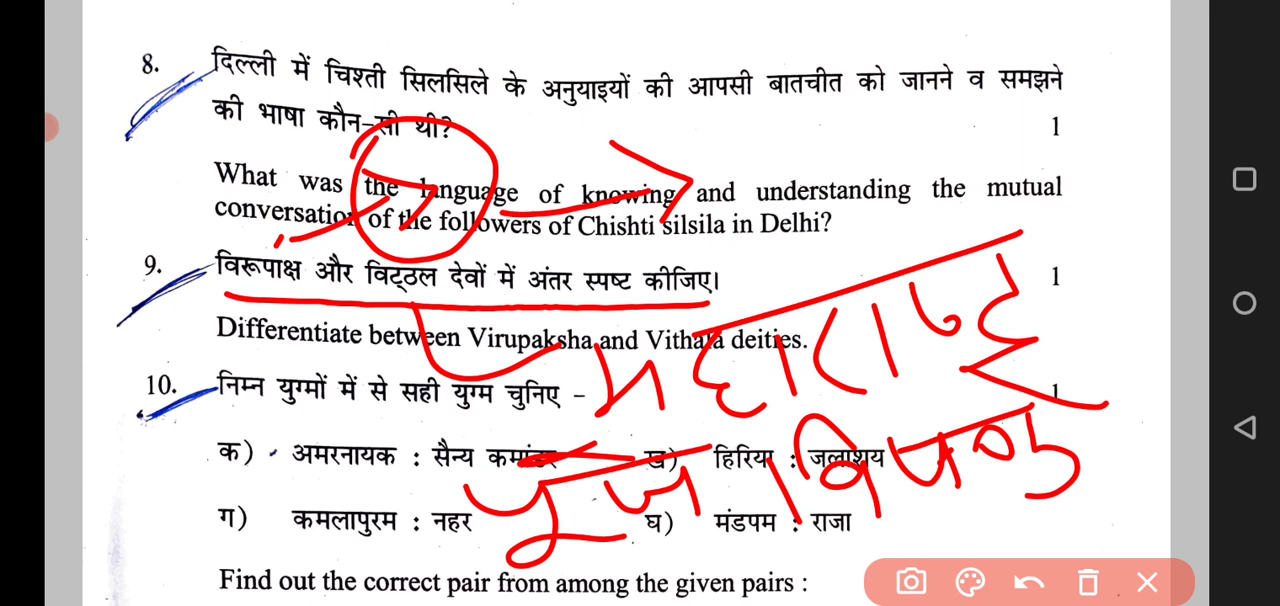 8. दिल्ली में चिश्ती सिलसिले के अनुयाइयों की आपसी बातचीत को जानने व समझने
की भाषा कौन-सी थी? 1
What was the language of knowing and understanding the mutual
conversation of the followers of Chishti silsila in Delhi?
9. विरूपाक्ष और विट्ठल देवों में अंतर स्पष्ट कीजिए। 1
Differentiate between Virupaksha and Vithala deities.
महाराष्ट्र
10. निम्न युग्मों में से सही युग्म चुनिए - 1
क) अमरनायक : सैन्य कमांडर ख) हिरिया : जलाशय
ग) कमलापुरम : नहर घ) मंडपम : राजा
Find out the correct pair from among the given pairs :